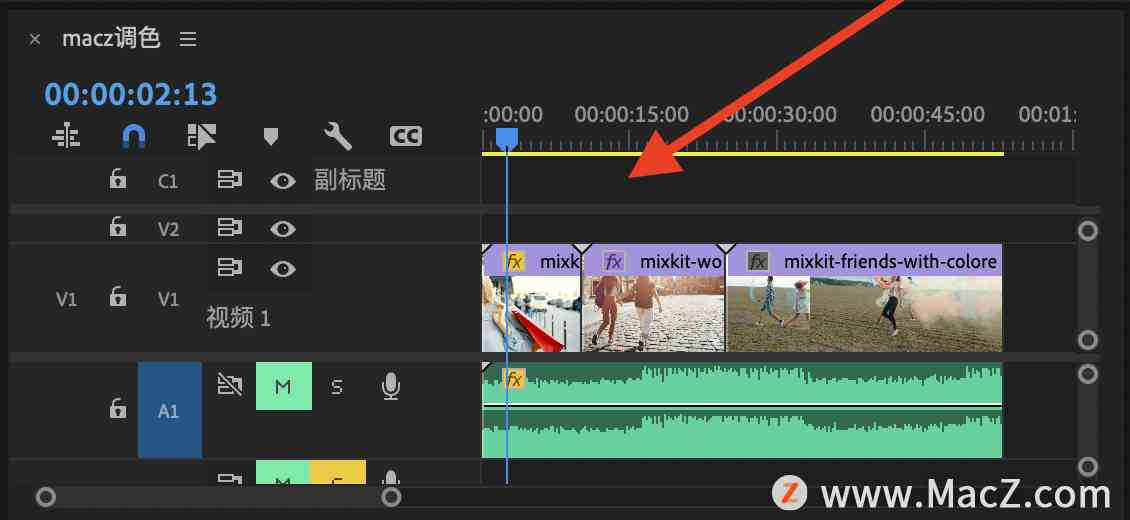 × macz调色
00:00:02:13
:00:00 00:00:15:00 00:00:30:00 00:00:45:00 00:01:
CC
C1 副标题
V2
fx mixk fx mixkit-wo fx mixkit-friends-with-colore
V1 V1
视频 1
fx
M S
A1
M S
Z www.MacZ.com